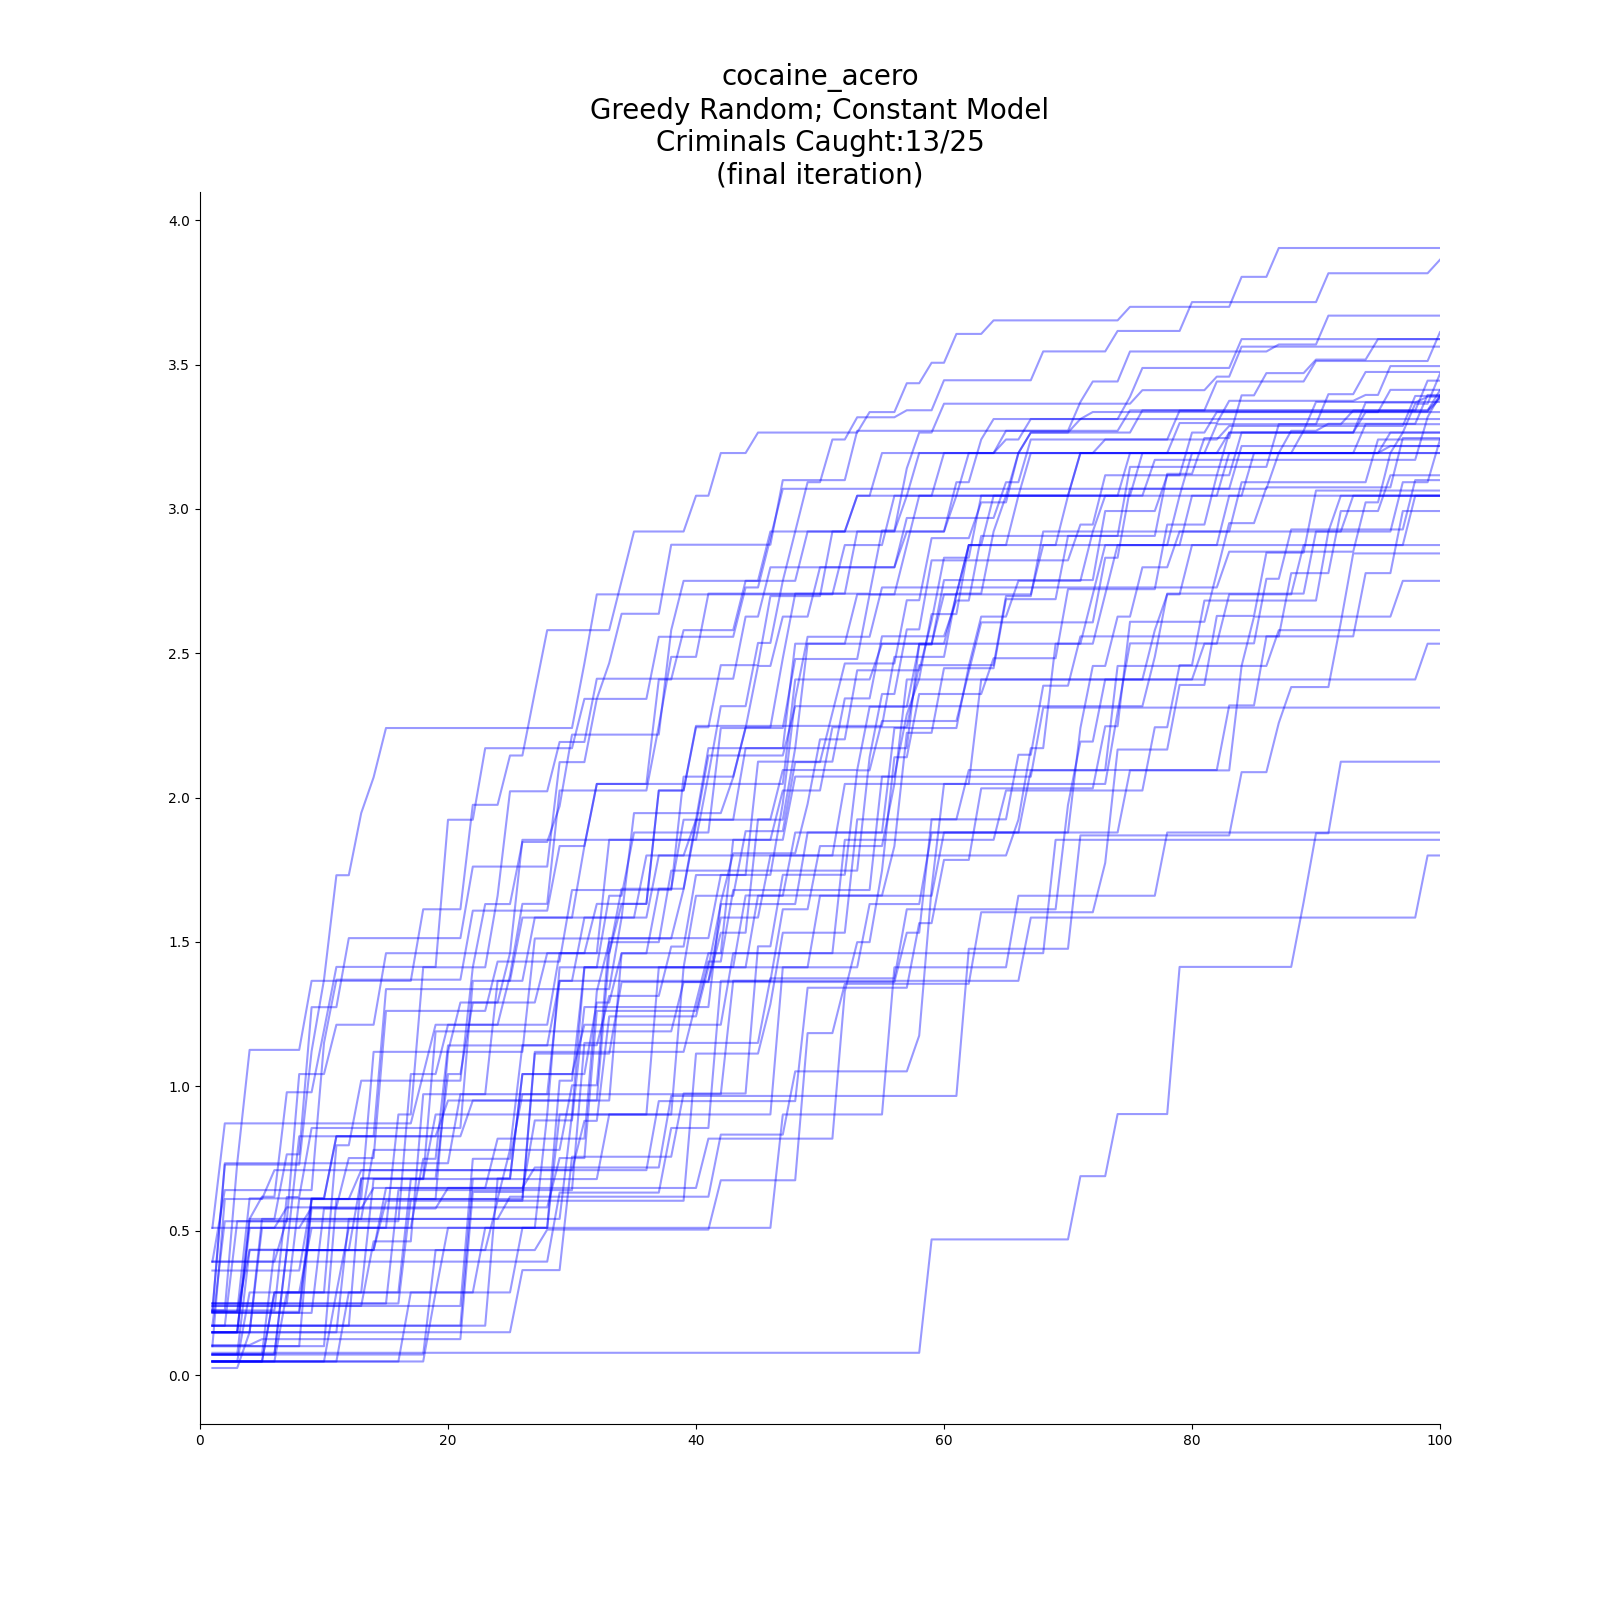 cocaine_acero
Greedy Random; Constant Model
Criminals Caught:13/25
(final iteration)
4.0
3.5
3.0
2.5
2.0
1.5
1.0
0.5
0.0
0 20 40 60 80 100